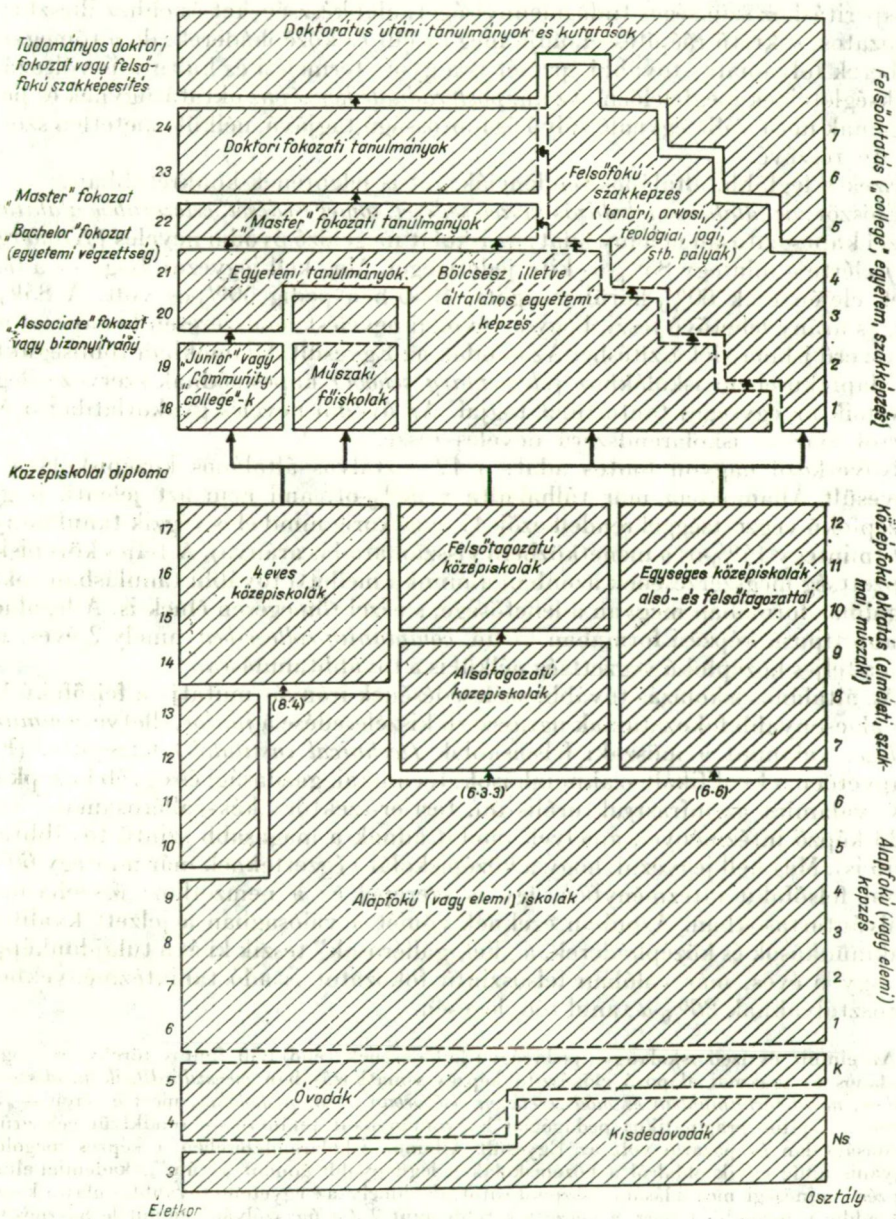 Doktorátus utáni tanulmányok és kutatások
Tudományos doktori
fokozat vagy felső-
fokú szakképesítés
24
Doktori fokozati tanulmányok
23
7
6
Felsőfokú
szakképzés
(tanári, orvosi,
teológiai, jogi,
stb. pályák)
„Master” fokozat
22
„Master” fokozati tanulmányok
5
„Bachelor” fokozat
(egyetemi végzettség)
21
Egyetemi tanulmányok
Bölcsész illetve
általános egyetemi
képzés
4
20
3
„Associate” fokozat
vagy bizonyítvány
19
„Junior” vagy
„Community
college”-k
Műszaki
főiskolák
2
18
1
Felsőoktatás („college”, egyetem, szakképzés)
Középiskolai diploma
17
16
15
14
4 éves
középiskolák
Felsőtagozatú
középiskolák
Egységes középiskolák
alsó- és felsőtagozattal
12
11
10
9
8
7
Alsótagozatú
középiskolák
Középfokú oktatás (elméleti, szak-
mai, műszaki)
13
(8·4)
12
(6·3·3)
(6-6)
11
10
9
8
7
6
Alapfokú (vagy elemi) iskolák
6
5
4
3
2
1
Alapfokú (vagy elemi)
képzés
5
Óvodák
K
4
Kisdedóvodák
Ns
3
Életkor
Osztály